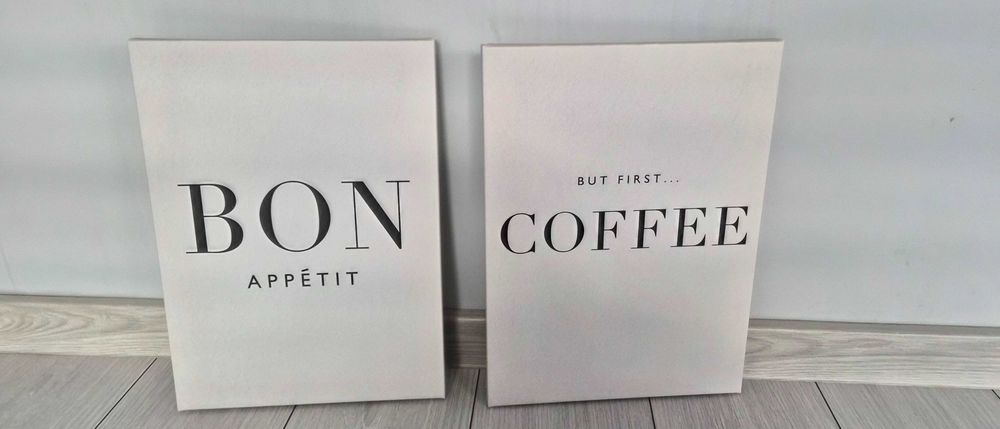 BON
APPÉTIT
BUT FIRST...
COFFEE